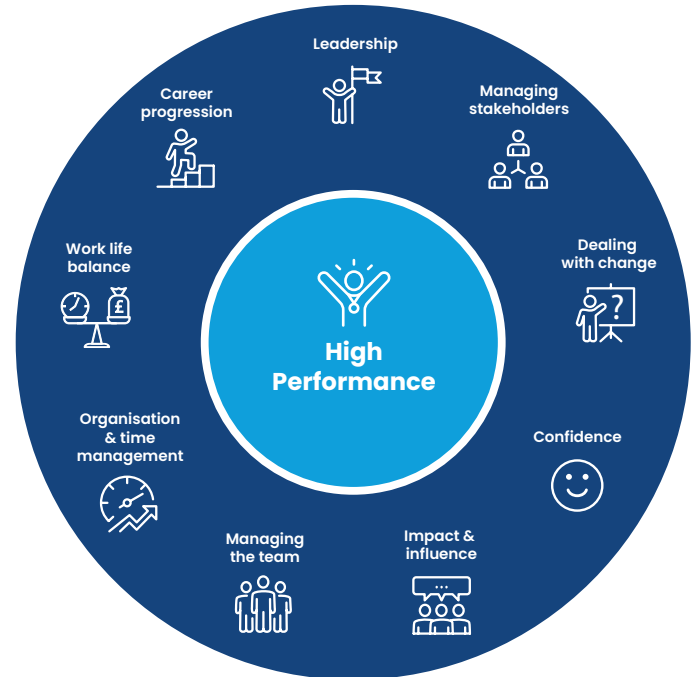 Leadership
Managing
stakeholders
Dealing
with change
Confidence
Impact &
influence
Managing
the team
Organisation
& time
management
Work life
balance
£
Career
progression
?
...
High
Performance